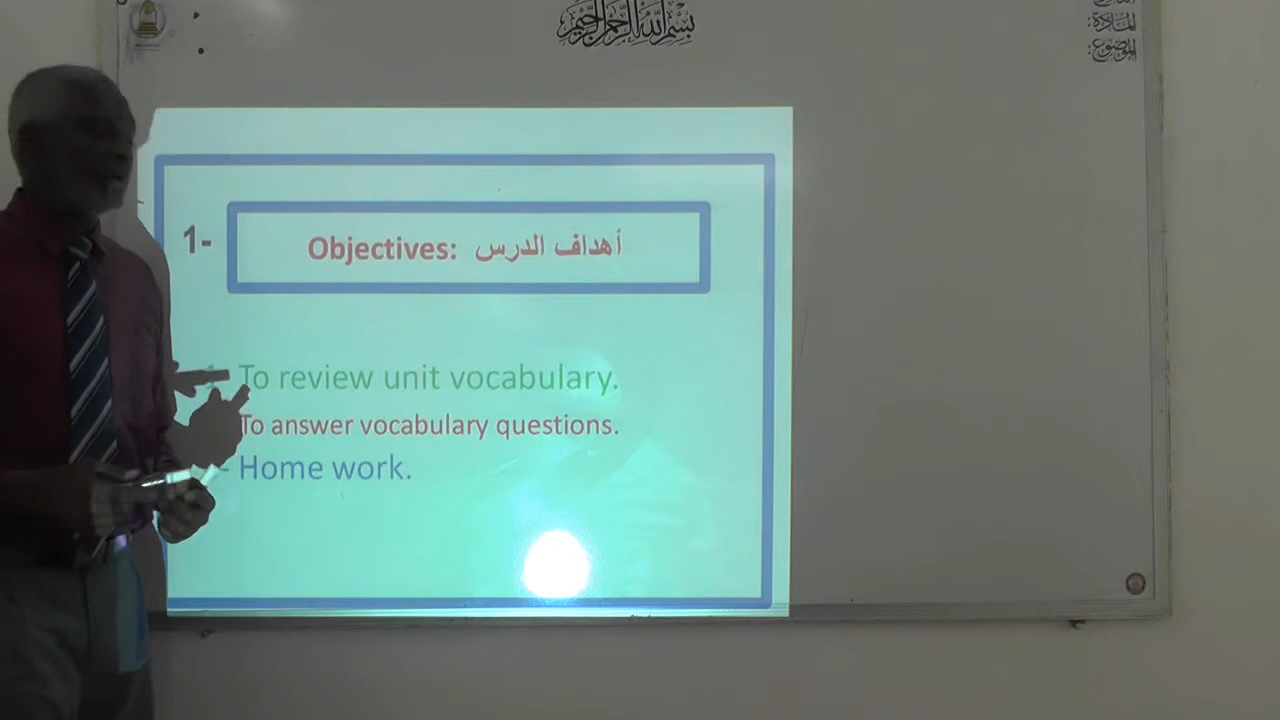 بسم الله الرحمن الرحيم
المادة:
الموضوع:
1-
Objectives: أهداف الدرس
To review unit vocabulary.
To answer vocabulary questions.
- Home work.